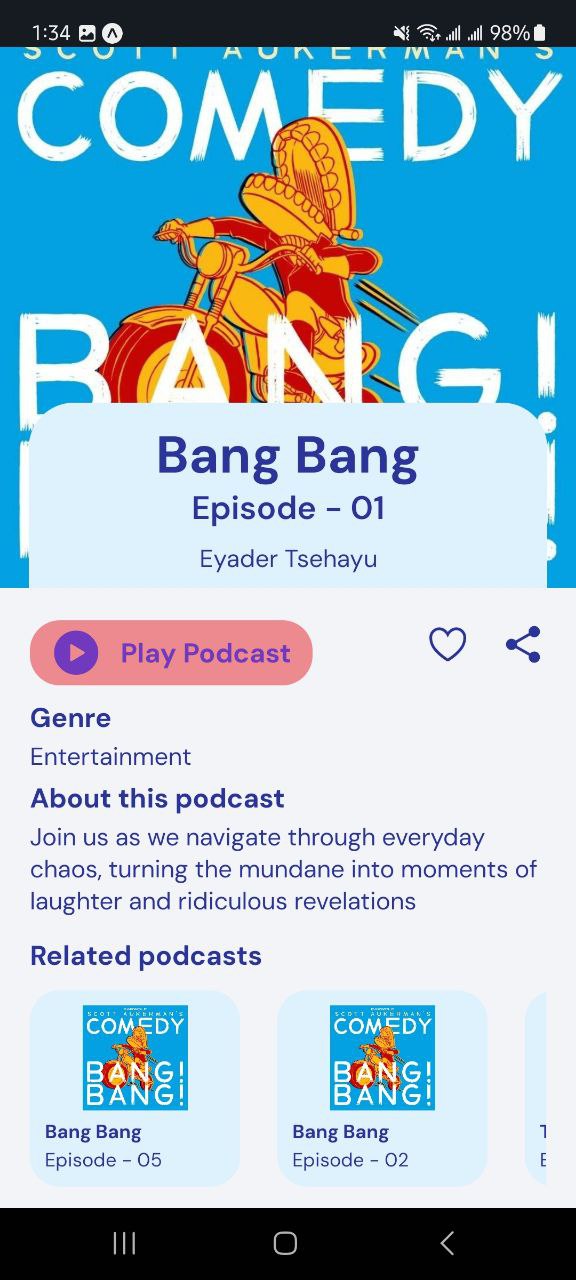 1:34 98%
SCOTT AUKERMAN'S
COMEDY
BANG!
Bang Bang
Episode - 01
Eyader Tsehayu
Play Podcast
Genre
Entertainment
About this podcast
Join us as we navigate through everyday
chaos, turning the mundane into moments of
laughter and ridiculous revelations
Related podcasts
SCOTT AUKERMAN'S SCOTT AUKERMAN'S
COMEDY COMEDY
BANG! BANG!
BANG! BANG!
Bang Bang Bang Bang T
Episode - 05 Episode - 02 E